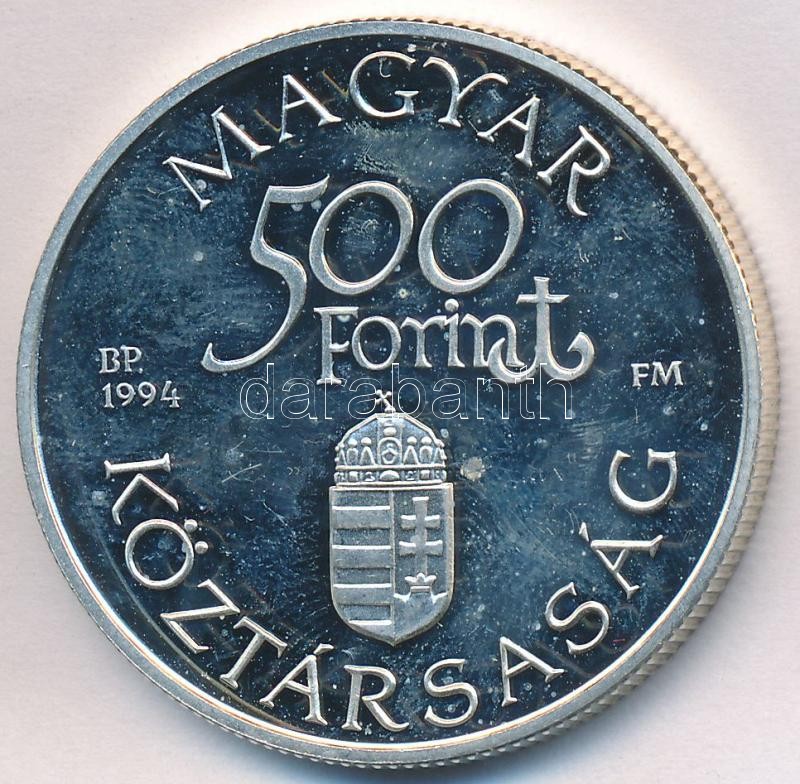 MAGYAR
500
Forint
BP.
1994
FM
darabanth
KÖZTÁRSASÁG